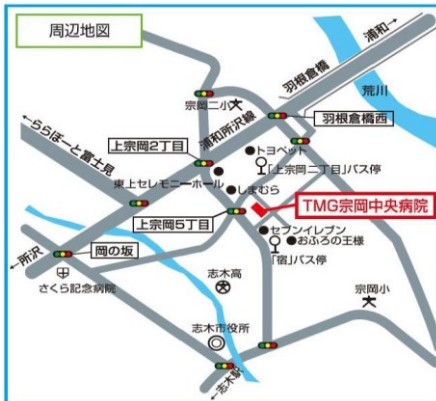 周辺地図
浦和→
羽根倉橋
荒川
宗岡二小
←ららぽーと富士見
浦和所沢線
羽根倉橋西
上宗岡2丁目
トヨペット
「上宗岡二丁目」バス停
東上セレモニーホール
しまむら
TMG宗岡中央病院
上宗岡5丁目
セブンイレブン
おふろの王様
「宿」バス停
←所沢
岡の坂
さくら記念病院
志木高
宗岡小
志木市役所
←志木駅